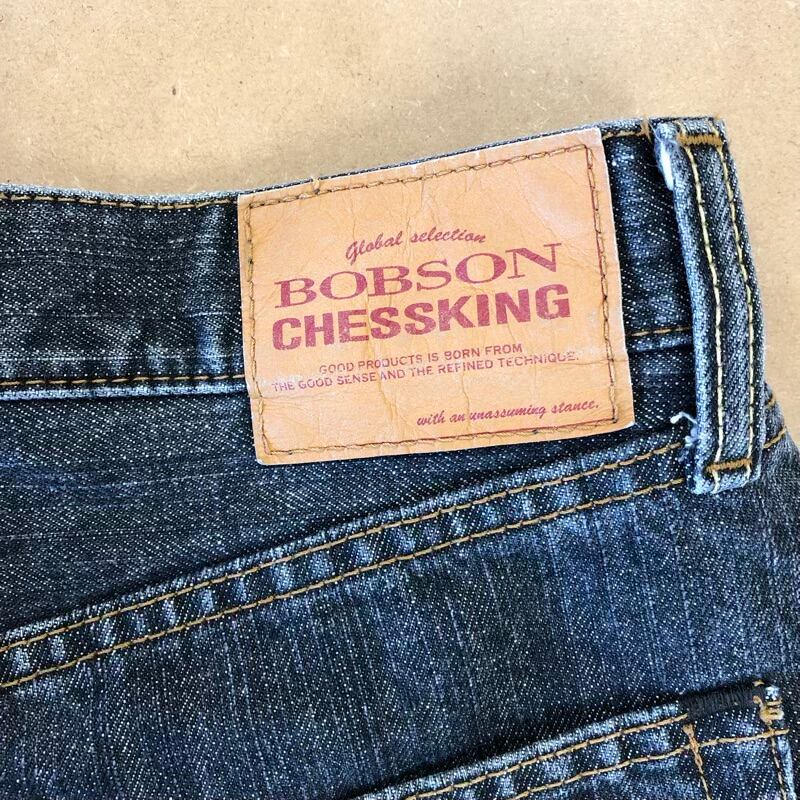 Global selection
BOBSON
CHESSKING
GOOD PRODUCTS IS BORN FROM
THE GOOD SENSE AND THE REFINED TECHNIQUE.
with an unassuming stance.